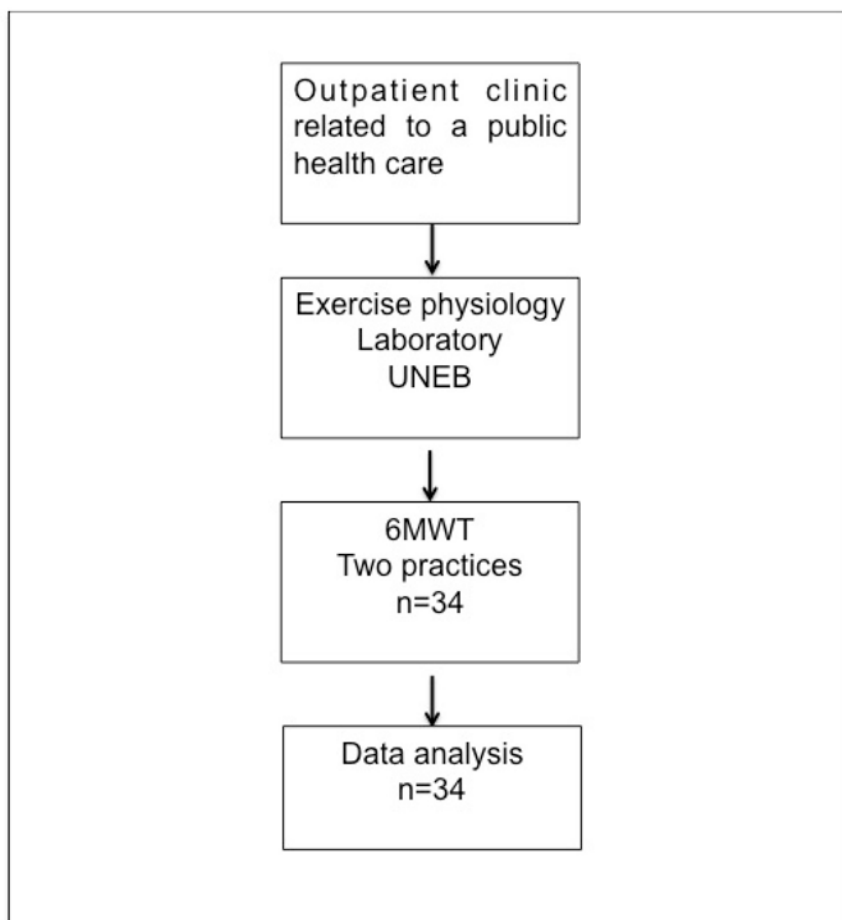 Outpatient clinic
related to a public
health care
Exercise physiology
Laboratory
UNEB
6MWT
Two practices
n=34
Data analysis
n=34